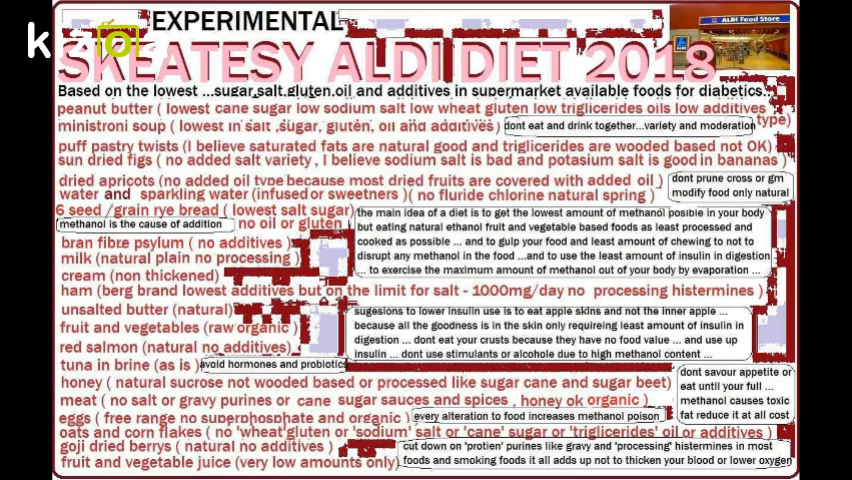 kizoa
EXPERIMENTAL
ALDI Food Store
ALDI
SKEATESY ALDI DIET 2018
Based on the lowest ...sugar,salt,gluten,oil and additives in supermarket available foods for diabetics..
peanut butter ( lowest cane sugar low sodium salt low wheat gluten low triglicerides oils low additives
ministroni soup ( lowest in salt ,sugar, gluten, oil and additives) dont eat and drink together...variety and moderation type)
puff pastry twists (I believe saturated fats are natural good and triglicerides are wooded based not OK)
sun dried figs ( no added salt variety , I believe sodium salt is bad and potasium salt is good in bananas )
dried apricots (no added oil type because most dried fruits are covered with added oil )
dont prune cross or gm
modify food only natural
water and sparkling water (infused or sweetners )( no fluride chlorine natural spring )
6 seed /grain rye bread ( lowest salt sugar)
methanol is the cause of addition no oil or gluten
the main idea of a diet is to get the lowest amount of methanol posible in your body
but eating natural ethanol fruit and vegetable based foods as least processed and
cooked as possible ... and to gulp your food and least amount of chewing to not to
disrupt any methanol in the food ...and to use the least amount of insulin in digestion
.. to exercise the maximum amount of methanol out of your body by evaporation ...
bran fibre psylum ( no additives )
milk (natural plain no processing )
cream (non thickened)
ham (berg brand lowest additives but on the limit for salt - 1000mg/day no processing histermines )
unsalted butter (natural)
fruit and vegetables (raw organic )
red salmon (natural no additives)
sugesions to lower insulin use is to eat apple skins and not the inner apple ...
because all the goodness is in the skin only requireing least amount of insulin in
digestion ... dont eat your crusts because they have no food value ... and use up
insulin ... dont use stimulants or alcohole due to high methanol content ...
tuna in brine (as is ) avoid hormones and probiotics
honey ( natural sucrose not wooded based or processed like sugar cane and sugar beet)
meat ( no salt or gravy purines or cane sugar sauces and spices , honey ok organic )
dont savour appetite or
eat until your full ...
methanol causes toxic
fat reduce it at all cost
eggs ( free range no superphosphate and organic ) every alteration to food increases methanol poison
oats and corn flakes ( no 'wheat'gluten or 'sodium' salt or 'cane' sugar or 'triglicerides' oil or additives )
goji dried berrys ( natural no additives )
fruit and vegetable juice (very low amounts only)
cut down on 'protien' purines like gravy and 'processing' histermines in most
foods and smoking foods it all adds up not to thicken your blood or lower oxygen